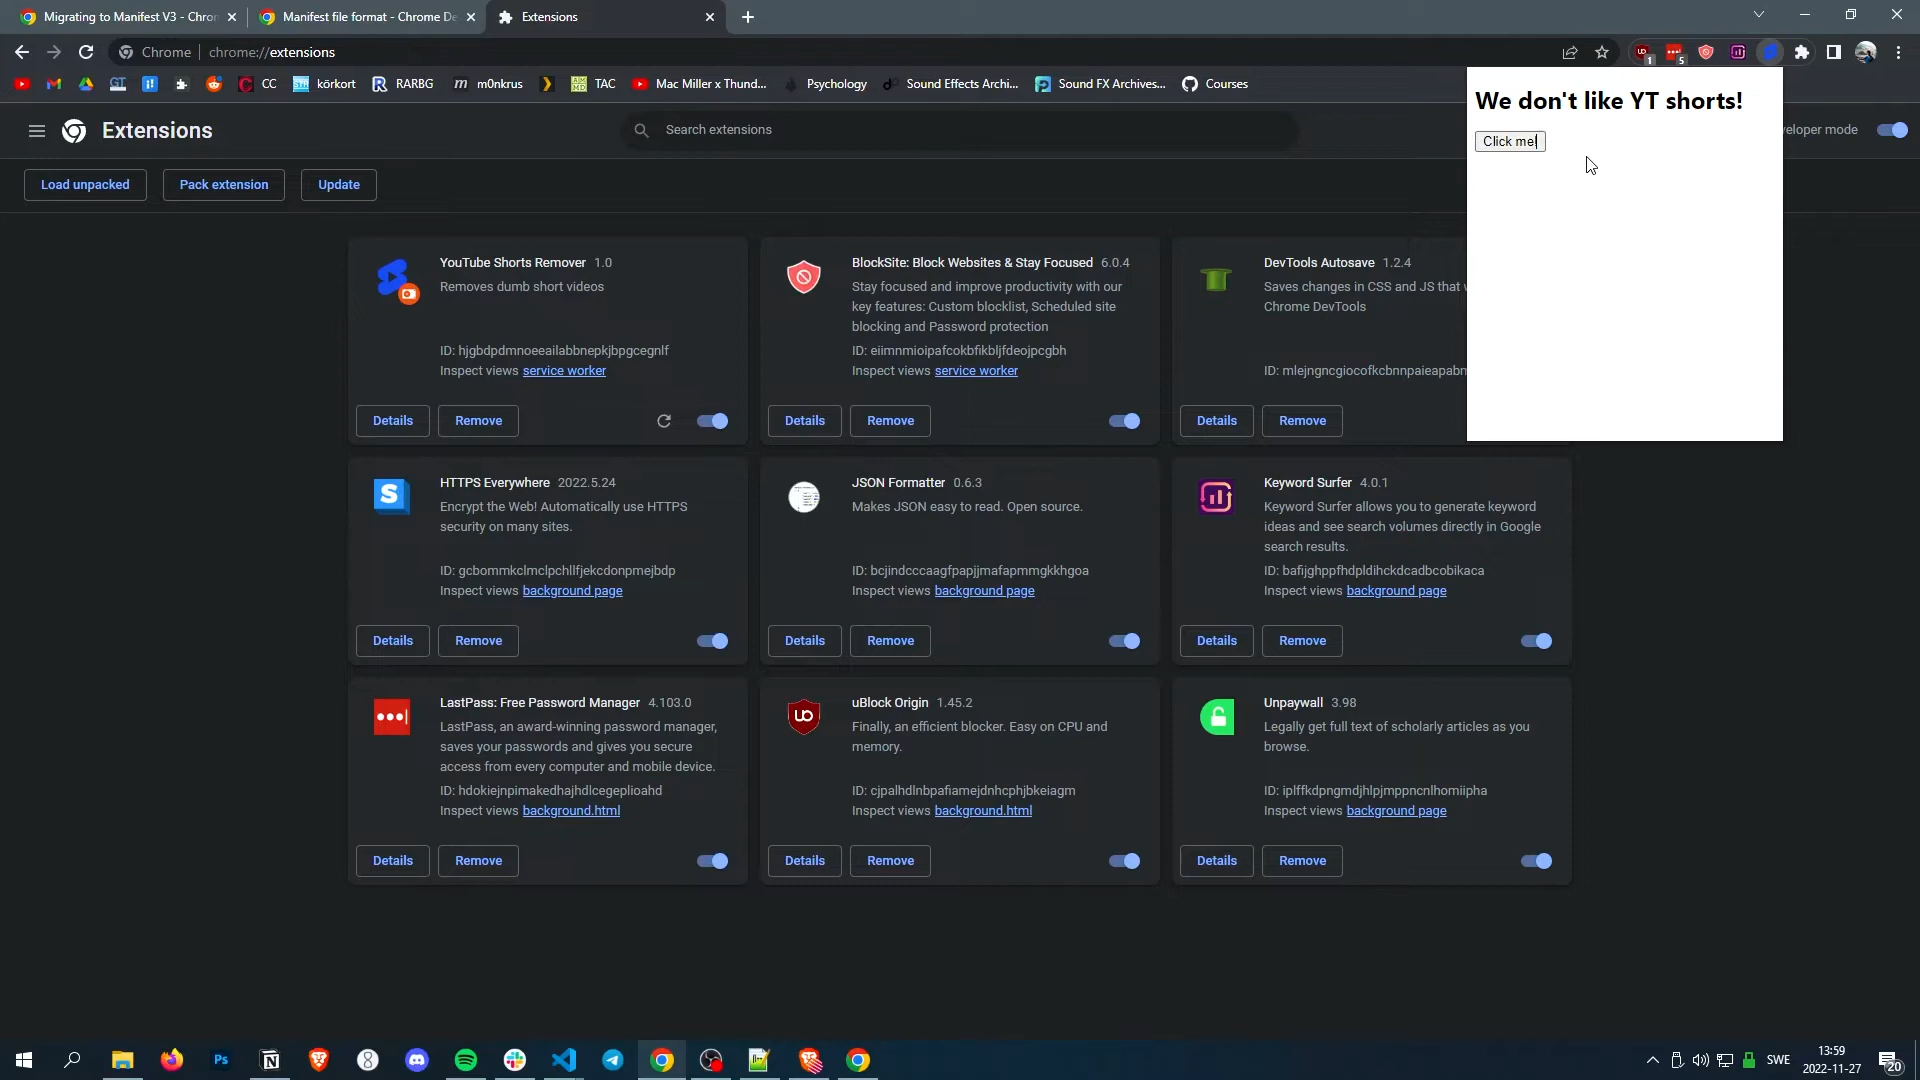 Migrating to Manifest V3 - Chron
Manifest file format - Chrome De
Extensions
Chrome
chrome://extensions
1
5
GT
CC
STR
körkort
RARBG
m0nkrus
TAC
Mac Miller x Thund...
Psychology
Sound Effects Archi...
Sound FX Archives...
Courses
We don't like YT shorts!
Click me!
Extensions
Search extensions
eloper mode
Load unpacked
Pack extension
Update
YouTube Shorts Remover 1.0
Removes dumb short videos
ID: hjgbdpdmnoeeailabbnepkjbpgcegnlf
Inspect views service worker
Details
Remove
BlockSite: Block Websites & Stay Focused 6.0.4
Stay focused and improve productivity with our
key features: Custom blocklist, Scheduled site
blocking and Password protection
ID: eiimnmioipafcokbfikbljfdeojpcgbh
Inspect views service worker
Details
Remove
DevTools Autosave 1.2.4
Saves changes in CSS and JS that
Chrome DevTools
ID: mlejngncgiocofkcbnnpaieapabn
Details
Remove
HTTPS Everywhere 2022.5.24
Encrypt the Web! Automatically use HTTPS
security on many sites.
ID: gcbommkclmclpchllfjekcdonpmejbdp
Inspect views background page
Details
Remove
JSON Formatter 0.6.3
Makes JSON easy to read. Open source.
ID: bcjindcccaagfpapjjmafapmmgkkhgoa
Inspect views background page
Details
Remove
Keyword Surfer 4.0.1
Keyword Surfer allows you to generate keyword
ideas and see search volumes directly in Google
search results.
ID: bafijghppfhdpldihckdcadbcobikaca
Inspect views background page
Details
Remove
LastPass: Free Password Manager 4.103.0
LastPass, an award-winning password manager,
saves your passwords and gives you secure
access from every computer and mobile device.
ID: hdokiejnpimakedhajhdlcegeplioahd
Inspect views background.html
Details
Remove
uBlock Origin 1.45.2
Finally, an efficient blocker. Easy on CPU and
memory.
ID: cjpalhdlnbpafiamejdnhcphjbkeiagm
Inspect views background.html
Details
Remove
Unpaywall 3.98
Legally get full text of scholarly articles as you
browse.
ID: iplffkdpngmdjhlpjmppncnlhomiipha
Inspect views background page
Details
Remove
Ps
SWE
13:59
2022-11-27
20